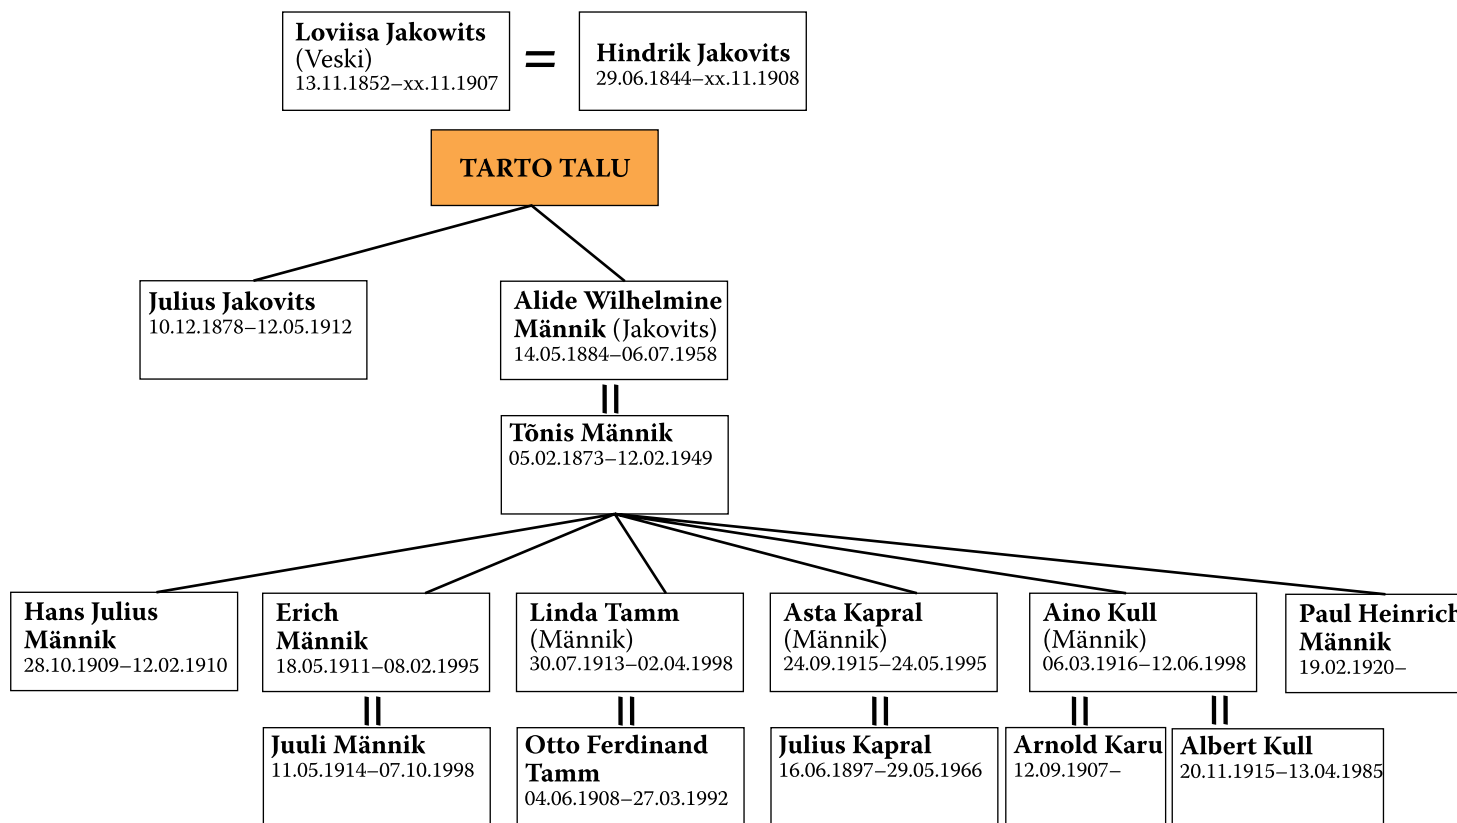 Loviisa Jakowits
(Veski)
13.11.1852–xx.11.1907
=
Hindrik Jakovits
29.06.1844–xx.11.1908
TARTO TALU
Julius Jakovits
10.12.1878–12.05.1912
Alide Wilhelmine
Männik (Jakovits)
14.05.1884–06.07.1958
Tõnis Männik
05.02.1873–12.02.1949
Hans Julius
Männik
28.10.1909–12.02.1910
Erich
Männik
18.05.1911–08.02.1995
Linda Tamm
(Männik)
30.07.1913–02.04.1998
Asta Kapral
(Männik)
24.09.1915–24.05.1995
Aino Kull
(Männik)
06.03.1916–12.06.1998
Paul Heinrich
Männik
19.02.1920–
Juuli Männik
11.05.1914–07.10.1998
Otto Ferdinand
Tamm
04.06.1908–27.03.1992
Julius Kapral
16.06.1897–29.05.1966
Arnold Karu
12.09.1907–
Albert Kull
20.11.1915–13.04.1985